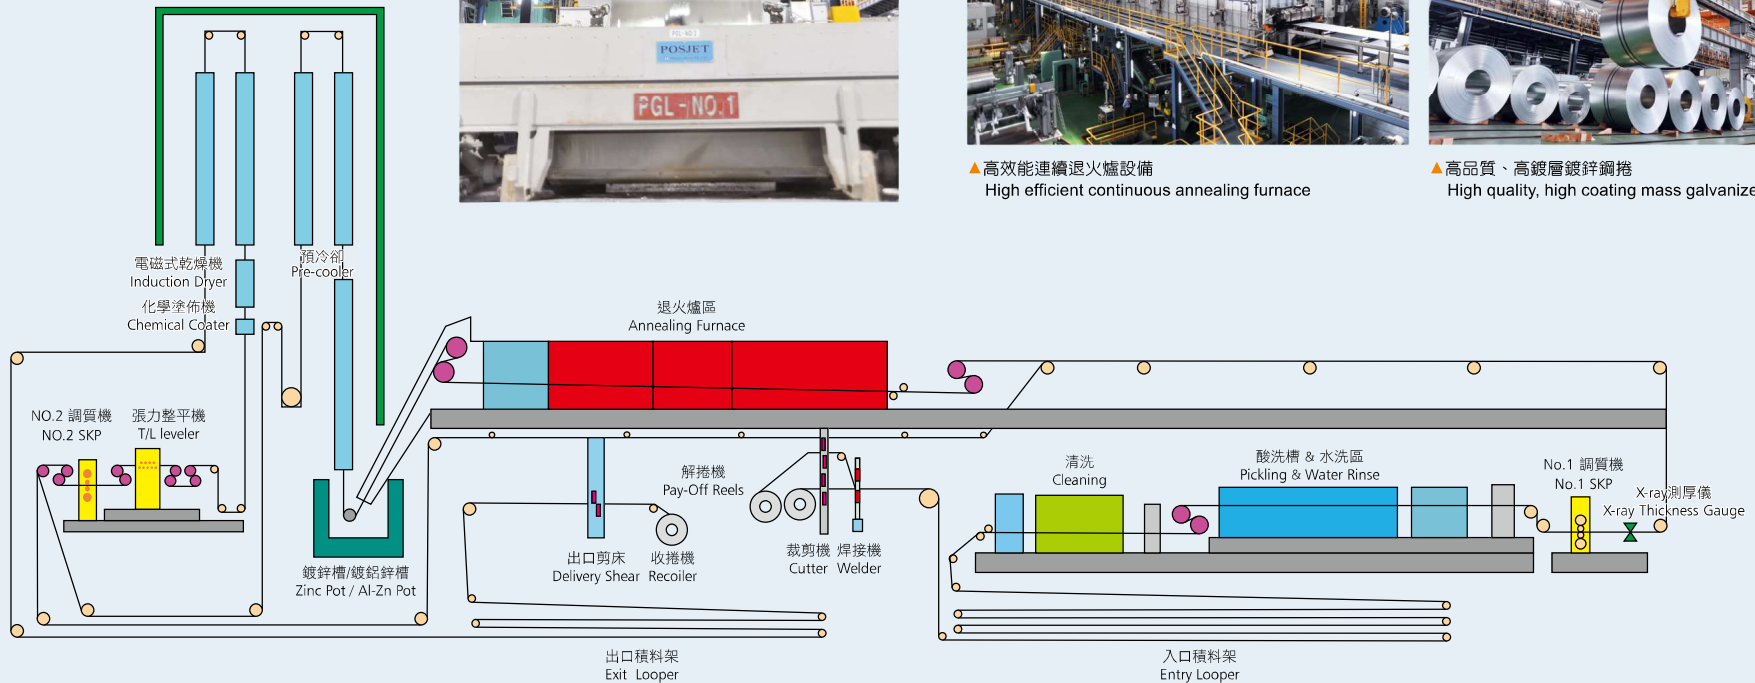 POSJET
PGL-NO.1
▲高效能連續退火爐設備
High efficient continuous annealing furnace
▲高品質、高鍍層鍍鋅鋼捲
High quality, high coating mass galvanize
電磁式乾燥機
Induction Dryer
化學塗佈機
Chemical Coater
預冷卻
Pre-cooler
退火爐區
Annealing Furnace
NO.2 調質機
NO.2 SKP
張力整平機
T/L leveler
鍍鋅槽/鍍鋁鋅槽
Zinc Pot / Al-Zn Pot
出口剪床
Delivery Shear
收捲機
Recoiler
解捲機
Pay-Off Reels
裁剪機
Cutter
焊接機
Welder
清洗
Cleaning
酸洗槽 & 水洗區
Pickling & Water Rinse
No.1 調質機
No.1 SKP
X-ray測厚儀
X-ray Thickness Gauge
出口積料架
Exit Looper
入口積料架
Entry Looper